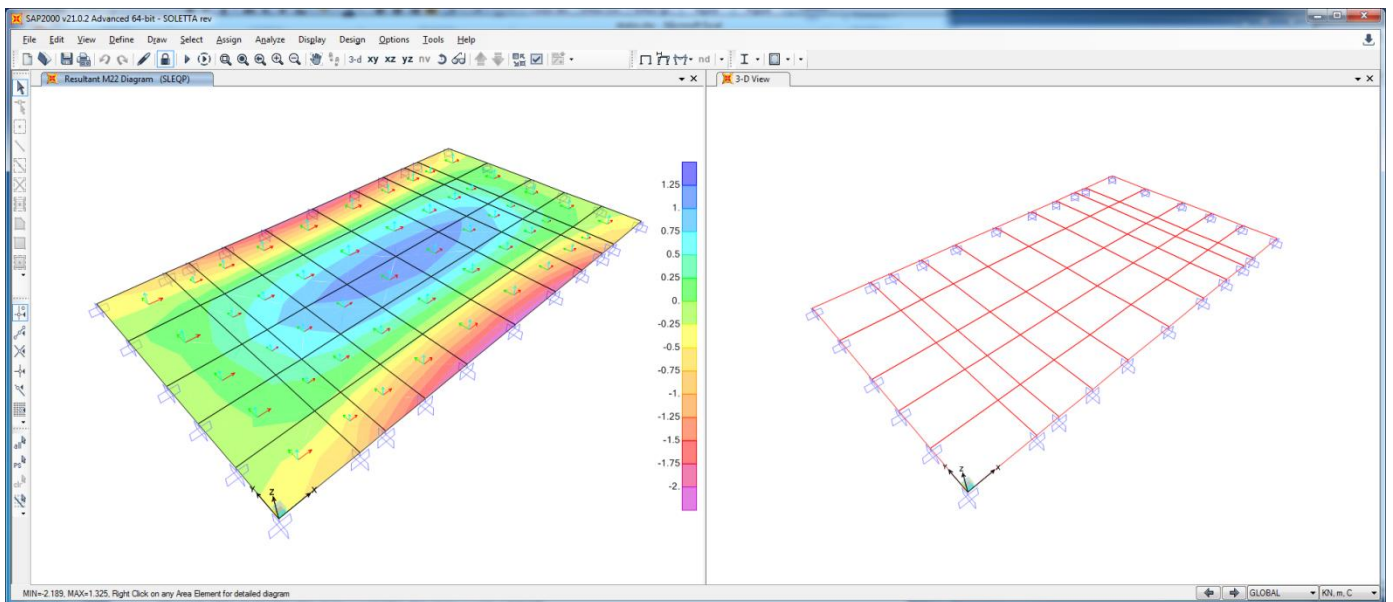 SAP2000 v21.0.2 Advanced 64-bit - SOLETTA rev
File Edit View Define Draw Select Assign Analyze Display Design Options Tools Help
3-d xy xz yz nv
nd
Resultant M22 Diagram (SLEQP)
3-D View
1.25
1.
0.75
0.5
0.25
0.
-0.25
-0.5
-0.75
-1.
-1.25
-1.5
-1.75
-2.
Y Z X
Y Z X
all
PS
MIN=-2.189, MAX=1.325, Right Click on any Area Element for detailed diagram
GLOBAL
KN, m, C